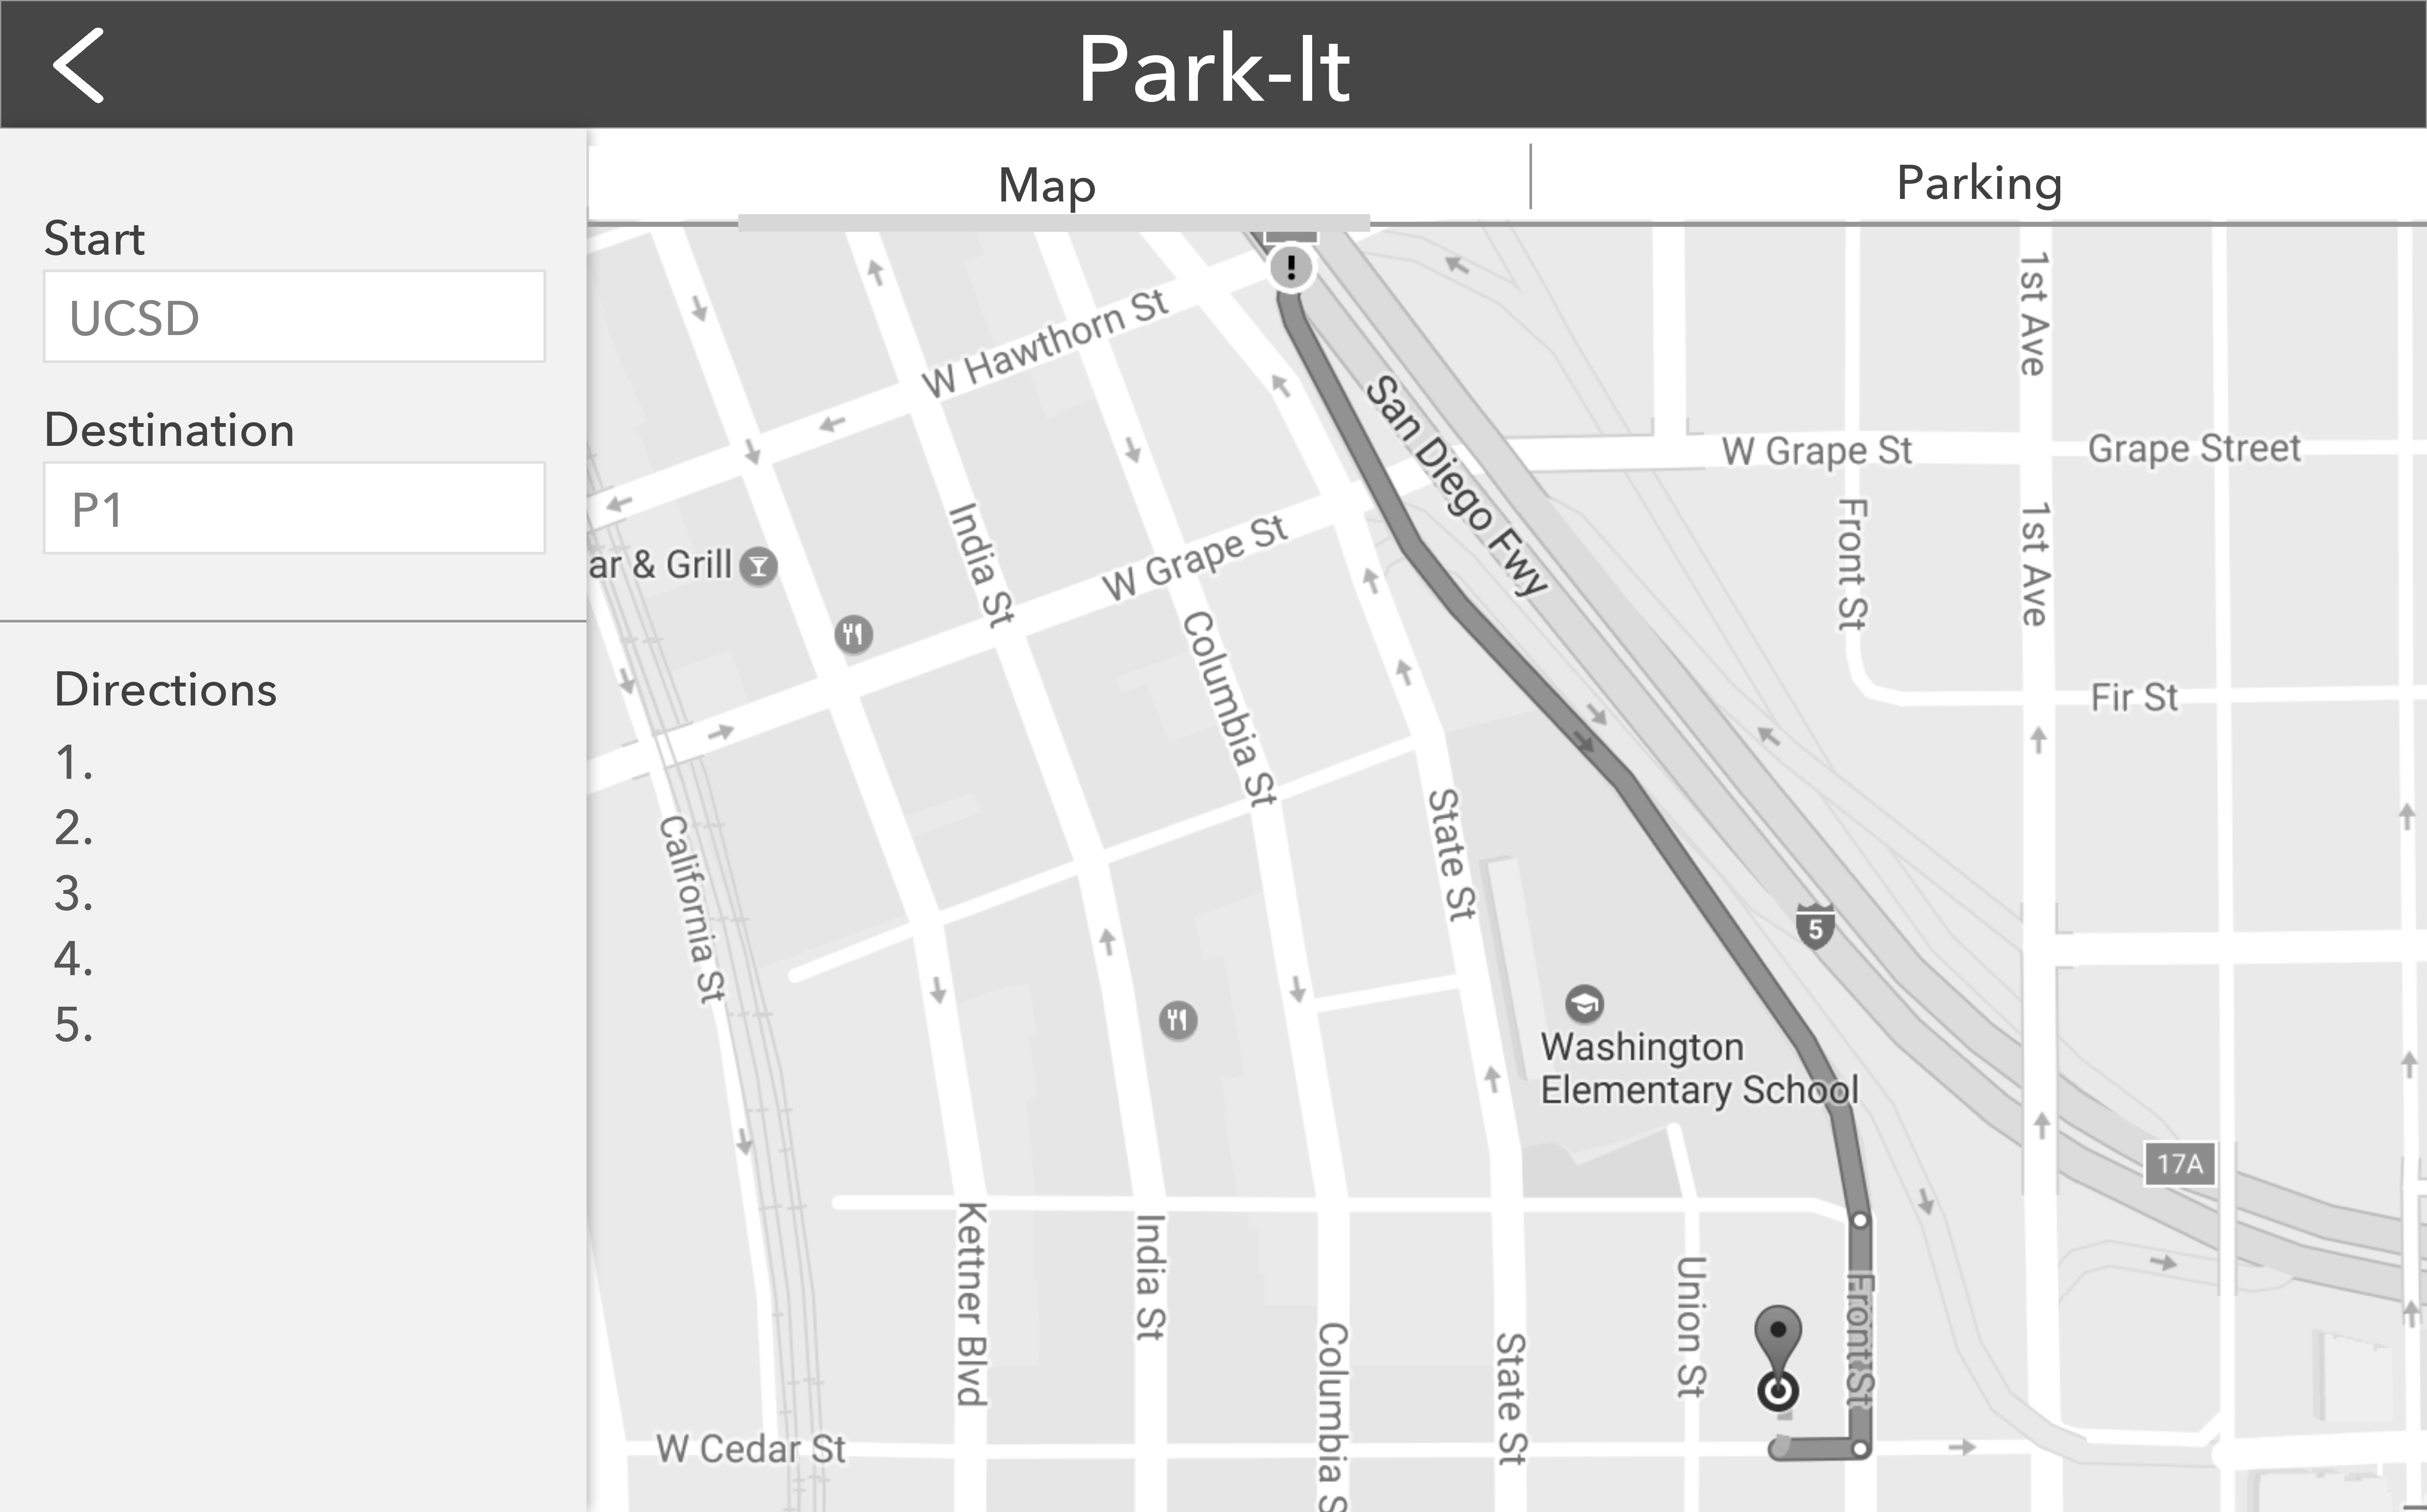 Park-It
Map
Parking
Start
UCSD
Destination
P1
Directions
1.
2.
3.
4.
5.
!
1st Ave
W Hawthorn St
San Diego Fwy
W Grape St
Grape Street
Front St
1st Ave
India St
ar & Grill
W Grape St
Columbia St
Fir St
State St
California St
5
Washington
Elementary School
17A
Kettner Blvd
India St
Union St
Front St
Columbia S
State St
W Cedar St